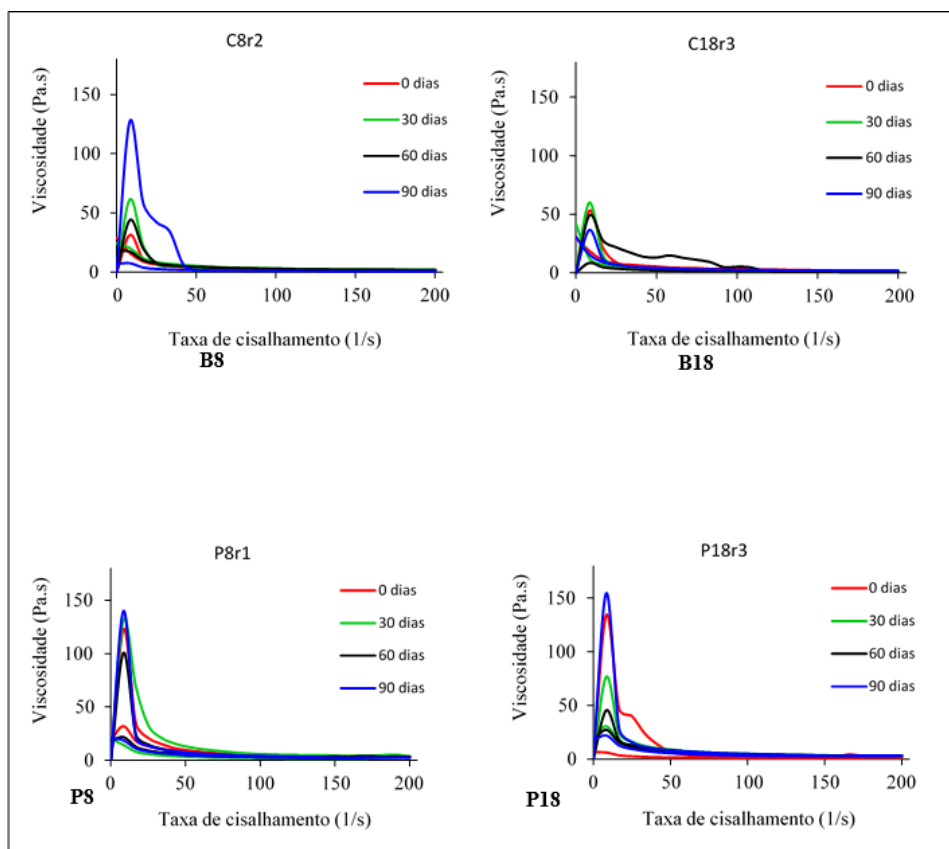 C8r2
Viscosidade (Pa.s)
150
100
50
0
0 50 100 150 200
Taxa de cisalhamento (1/s)
0 dias
30 dias
60 dias
90 dias
B8
C18r3
Viscosidade (Pa.s)
150
100
50
0
0 50 100 150 200
Taxa de cisalhamento (1/s)
0 dias
30 dias
60 dias
90 dias
B18
P8r1
Viscosidade (Pa.s)
150
100
50
0
0 50 100 150 200
Taxa de cisalhamento (1/s)
0 dias
30 dias
60 dias
90 dias
P8
P18r3
Viscosidade (Pa.s)
150
100
50
0
0 50 100 150 200
Taxa de cisalhamento (1/s)
0 dias
30 dias
60 dias
90 dias
P18